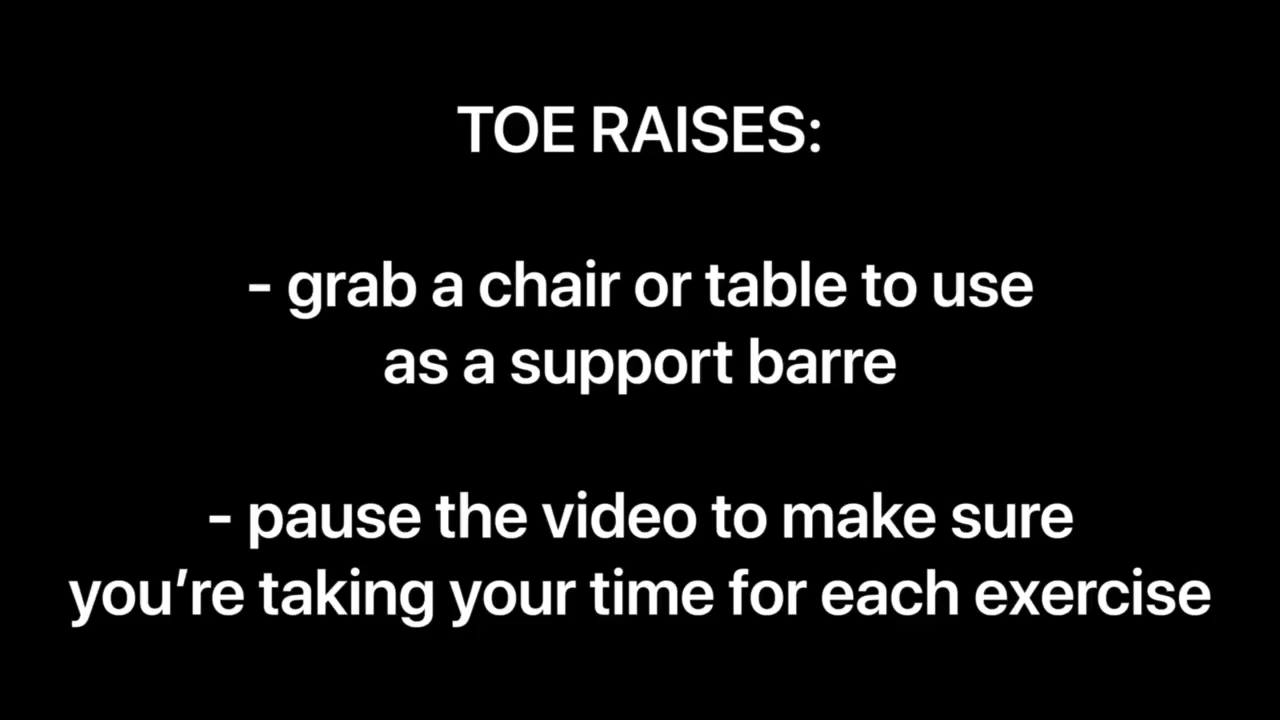 TOE RAISES:
- grab a chair or table to use
as a support barre
- pause the video to make sure
you’re taking your time for each exercise